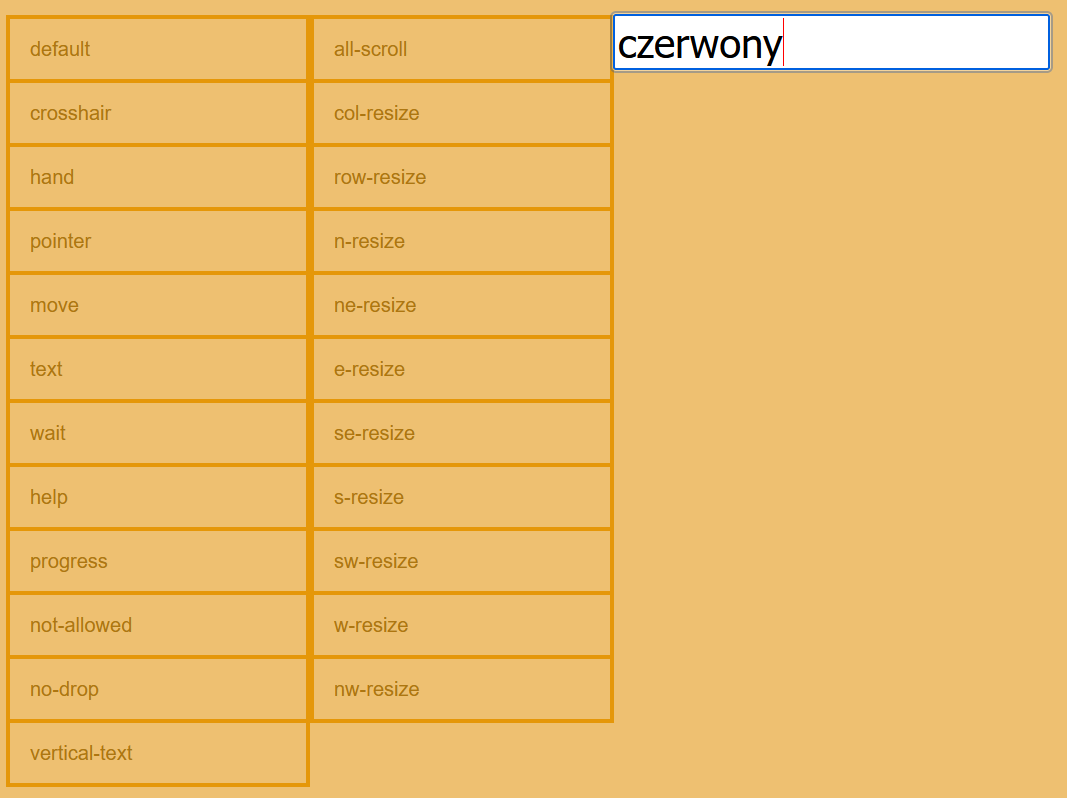 default
crosshair
hand
pointer
move
text
wait
help
progress
not-allowed
no-drop
vertical-text
all-scroll
col-resize
row-resize
n-resize
ne-resize
e-resize
se-resize
s-resize
sw-resize
w-resize
nw-resize
czerwony